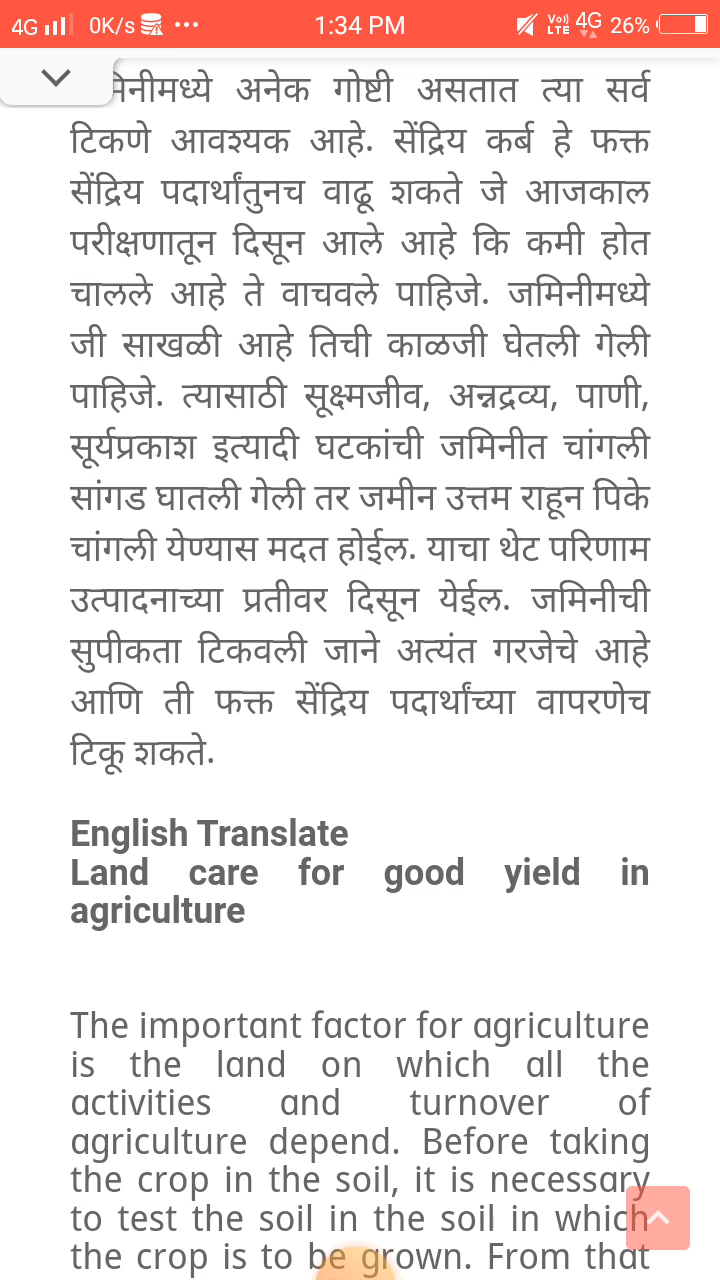 4G 0K/s ... 1:34 PM Vo)) LTE 4G 26%
टिकणे आवश्यक आहे. सेंद्रिय कर्ब हे फक्त
सेंद्रिय पदार्थांतुनच वाढू शकते जे आजकाल
परीक्षणातून दिसून आले आहे कि कमी होत
चालले आहे ते वाचवले पाहिजे. जमिनीमध्ये
जी साखळी आहे तिची काळजी घेतली गेली
पाहिजे. त्यासाठी सूक्ष्मजीव, अन्नद्रव्य, पाणी,
सूर्यप्रकाश इत्यादी घटकांची जमिनीत चांगली
सांगड घातली गेली तर जमीन उत्तम राहून पिके
चांगली येण्यास मदत होईल. याचा थेट परिणाम
उत्पादनाच्या प्रतीवर दिसून येईल. जमिनीची
सुपीकता टिकवली जाने अत्यंत गरजेचे आहे
आणि ती फक्त सेंद्रिय पदार्थांच्या वापरणेच
टिकू शकते.
English Translate
Land care for good yield in
agriculture
The important factor for agriculture
is the land on which all the
activities and turnover of
agriculture depend. Before taking
the crop in the soil, it is necessary
to test the soil in the soil in which
the crop is to be grown. From that